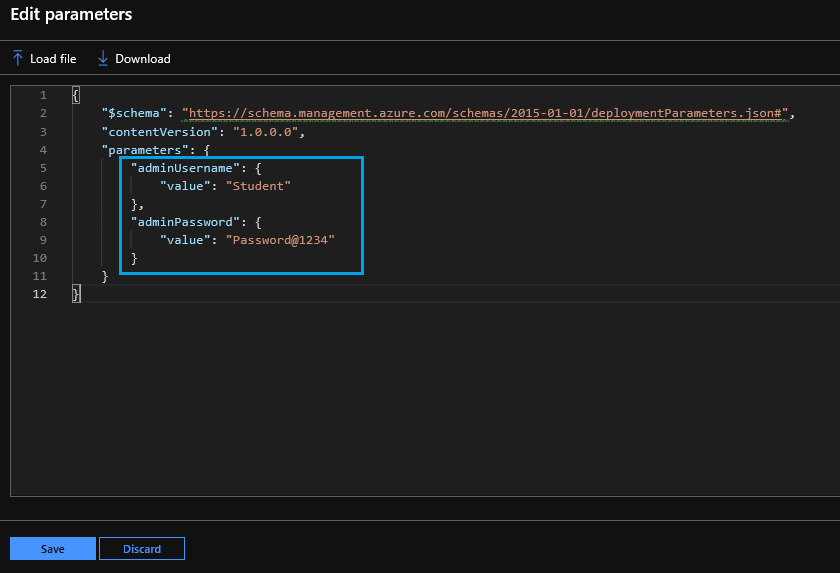 Edit parameters
Load file Download
1 {
2 "$schema": "https://schema.management.azure.com/schemas/2015-01-01/deploymentParameters.json#",
3 "contentVersion": "1.0.0.0",
4 "parameters": {
5 "adminUsername": {
6 "value": "Student"
7 },
8 "adminPassword": {
9 "value": "Password@1234"
10 }
11 }
12 }
Save Discard